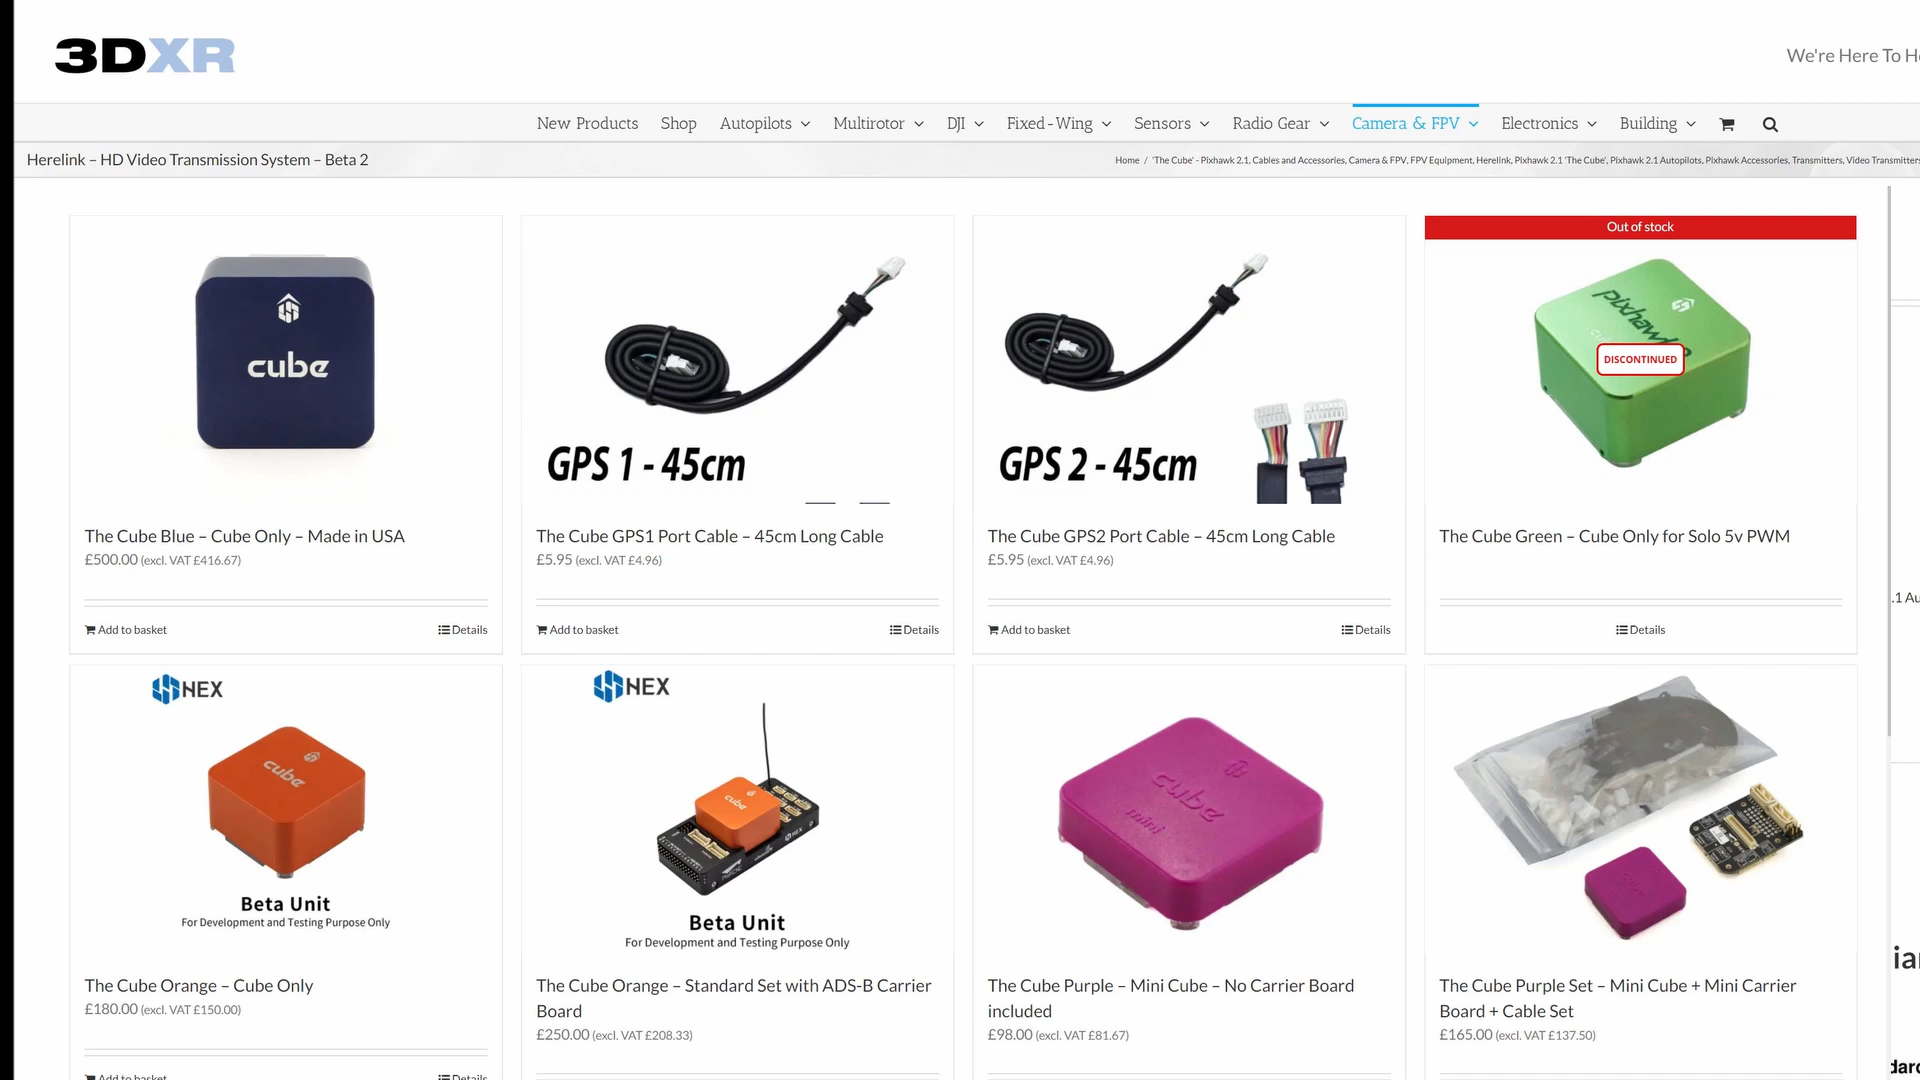 3DXR
We're Here To H
New Products Shop Autopilots Multirotor DJI Fixed-Wing Sensors Radio Gear Camera & FPV Electronics Building
Herelink – HD Video Transmission System – Beta 2
Home / 'The Cube' - Pixhawk 2.1, Cables and Accessories, Camera & FPV, FPV Equipment, Herelink, Pixhawk 2.1 'The Cube', Pixhawk 2.1 Autopilots, Pixhawk Accessories, Transmitters, Video Transmitters
cube
The Cube Blue – Cube Only – Made in USA
£500.00 (excl. VAT £416.67)
Add to basket Details
GPS 1 - 45cm
The Cube GPS1 Port Cable – 45cm Long Cable
£5.95 (excl. VAT £4.96)
Add to basket Details
GPS 2 - 45cm
The Cube GPS2 Port Cable – 45cm Long Cable
£5.95 (excl. VAT £4.96)
Add to basket Details
Out of stock
pixhawk
DISCONTINUED
The Cube Green – Cube Only for Solo 5v PWM
Details
.1 Au
HEX
cube
Beta Unit
For Development and Testing Purpose Only
The Cube Orange – Cube Only
£180.00 (excl. VAT £150.00)
Add to basket Details
HEX
cube
HEX
Beta Unit
For Development and Testing Purpose Only
The Cube Orange – Standard Set with ADS-B Carrier
Board
£250.00 (excl. VAT £208.33)
cube
mini
The Cube Purple – Mini Cube – No Carrier Board
included
£98.00 (excl. VAT £81.67)
The Cube Purple Set – Mini Cube + Mini Carrier
Board + Cable Set
£165.00 (excl. VAT £137.50)